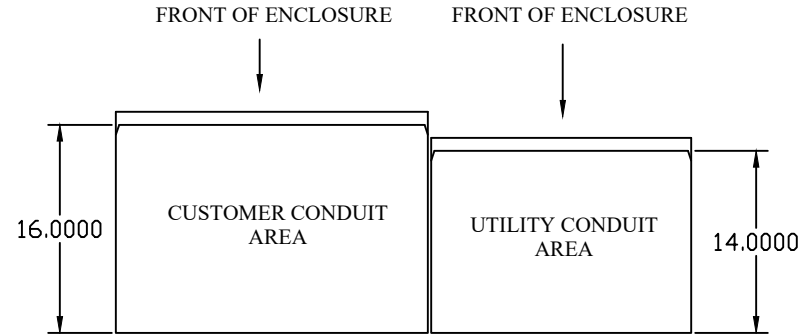 FRONT OF ENCLOSURE
FRONT OF ENCLOSURE
CUSTOMER CONDUIT
AREA
UTILITY CONDUIT
AREA
16.0000
14.0000